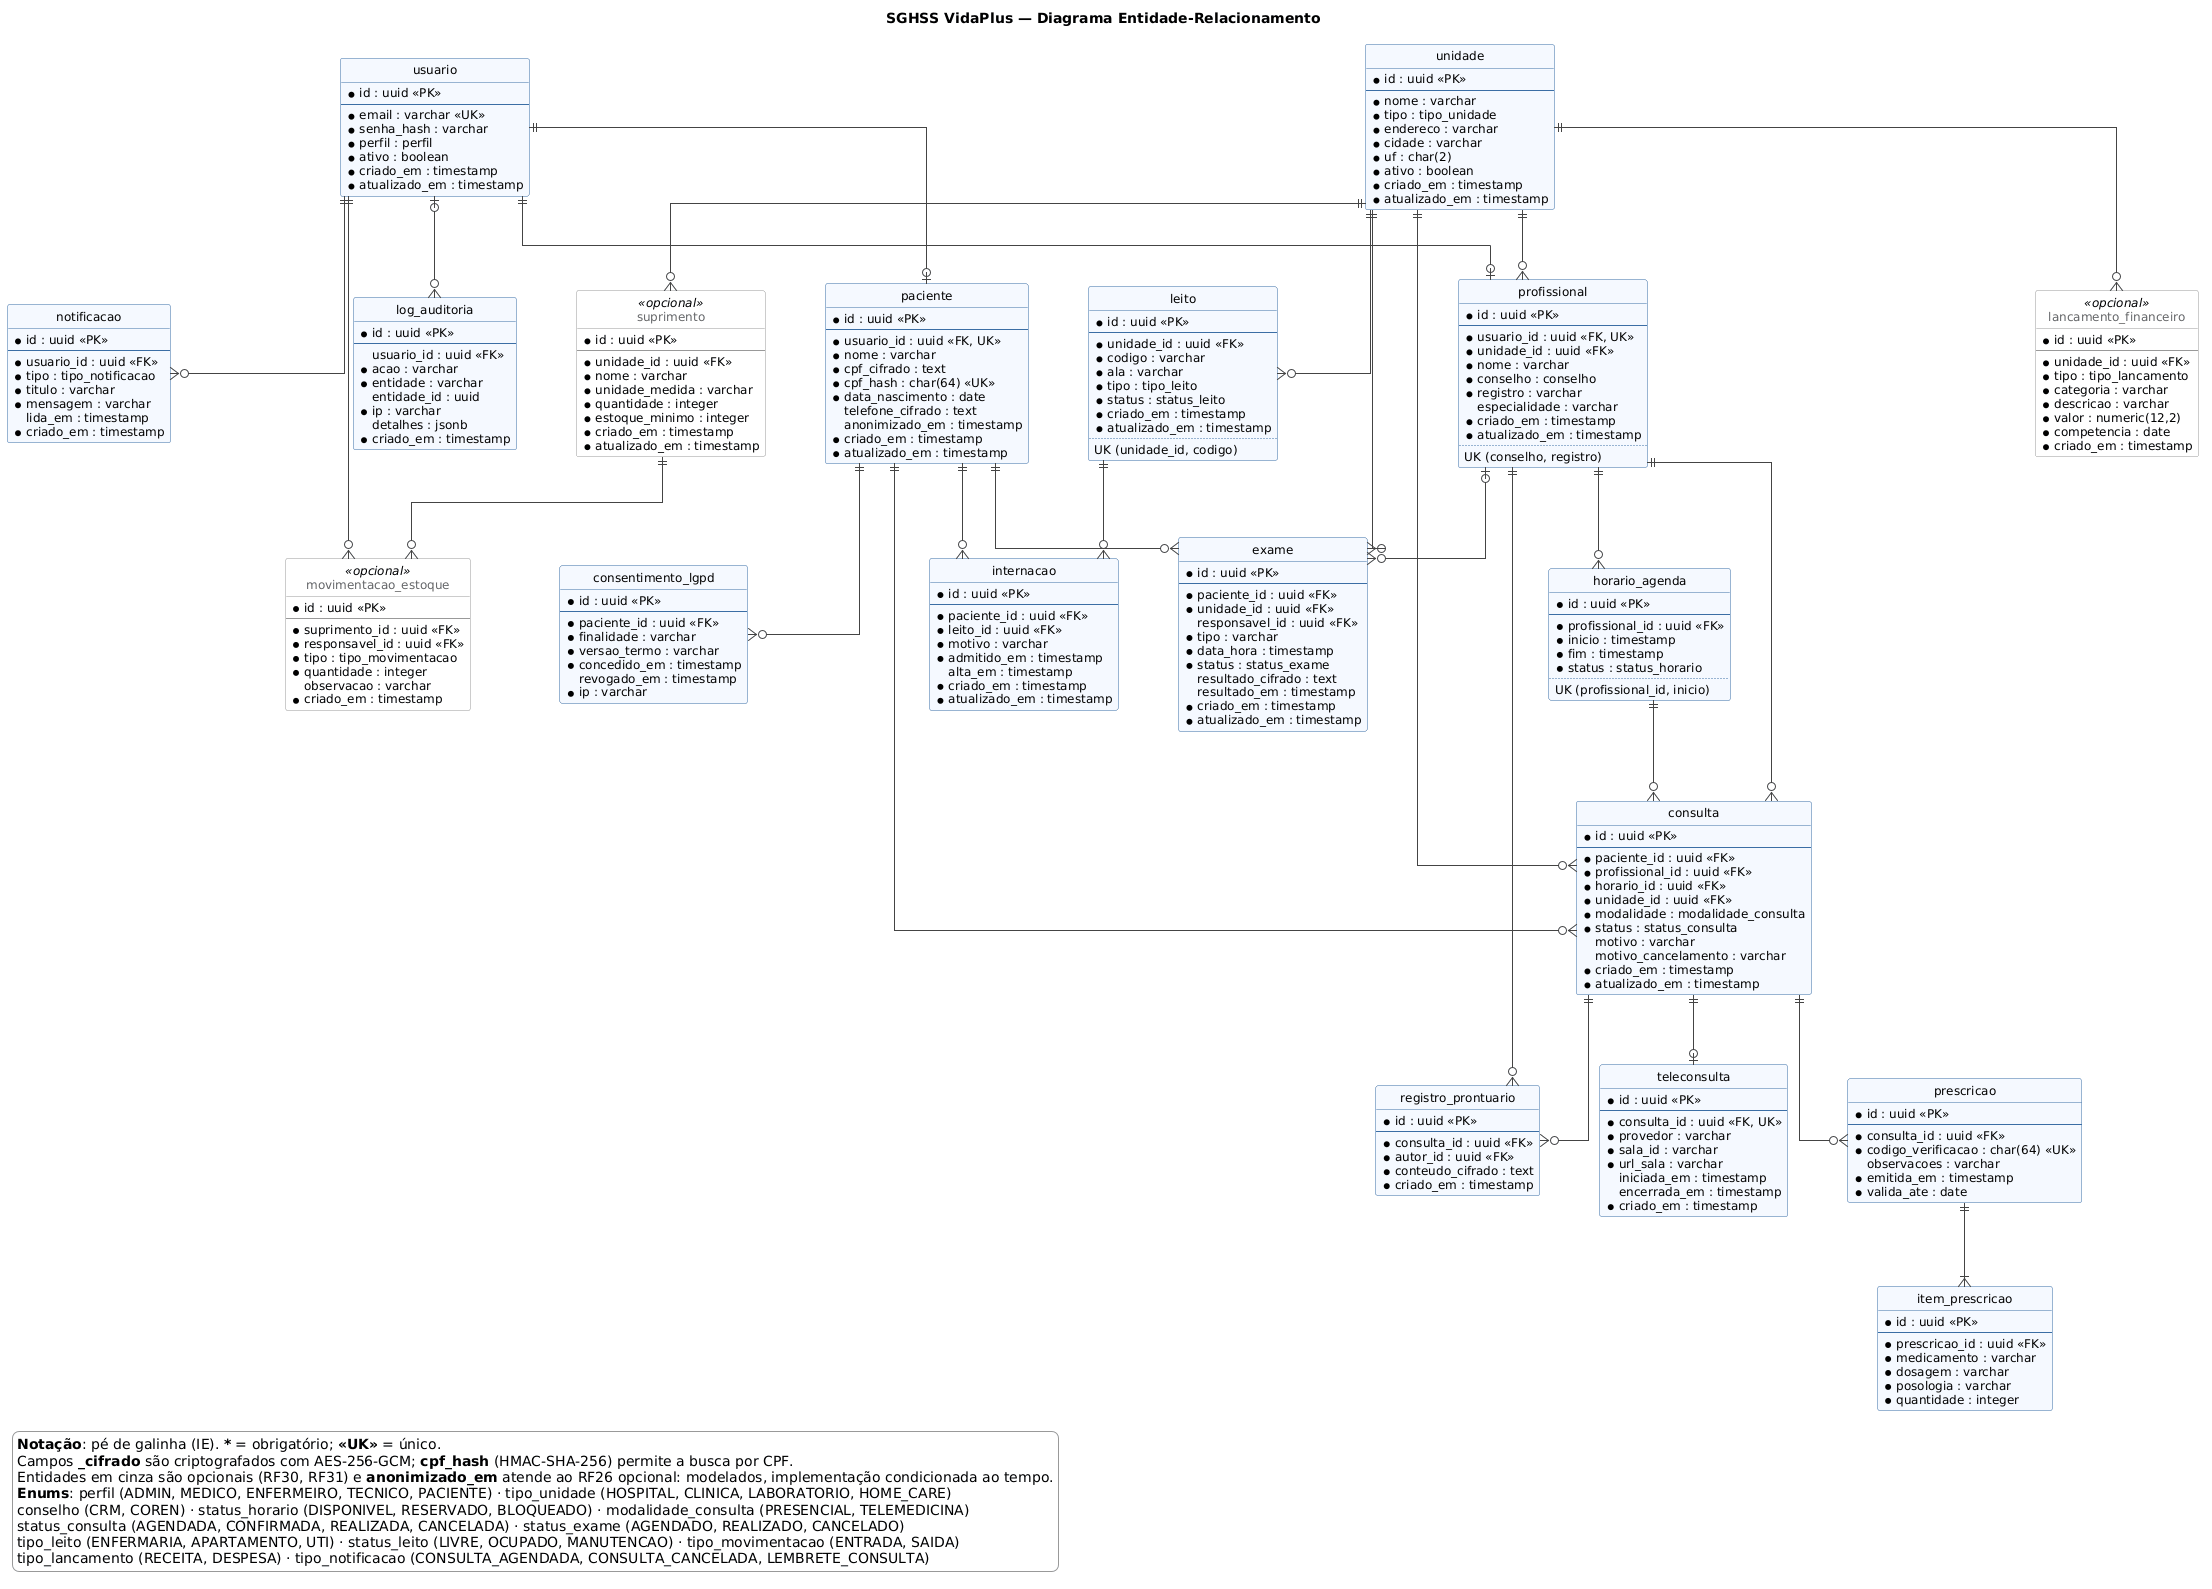 SGHSS VidaPlus — Diagrama Entidade-Relacionamento
usuario
id : uuid «PK»
email : varchar «UK»
senha_hash : varchar
perfil : perfil
ativo : boolean
criado_em : timestamp
atualizado_em : timestamp
unidade
id : uuid «PK»
nome : varchar
tipo : tipo_unidade
endereco : varchar
cidade : varchar
uf : char(2)
ativo : boolean
criado_em : timestamp
atualizado_em : timestamp
notificacao
id : uuid «PK»
usuario_id : uuid «FK»
tipo : tipo_notificacao
titulo : varchar
mensagem : varchar
lida_em : timestamp
criado_em : timestamp
log_auditoria
id : uuid «PK»
usuario_id : uuid «FK»
acao : varchar
entidade : varchar
entidade_id : uuid
ip : varchar
detalhes : jsonb
criado_em : timestamp
«opcional»
suprimento
id : uuid «PK»
unidade_id : uuid «FK»
nome : varchar
unidade_medida : varchar
quantidade : integer
estoque_minimo : integer
criado_em : timestamp
atualizado_em : timestamp
paciente
id : uuid «PK»
usuario_id : uuid «FK, UK»
nome : varchar
cpf_cifrado : text
cpf_hash : char(64) «UK»
data_nascimento : date
telefone_cifrado : text
anonimizado_em : timestamp
criado_em : timestamp
atualizado_em : timestamp
leito
id : uuid «PK»
unidade_id : uuid «FK»
codigo : varchar
ala : varchar
tipo : tipo_leito
status : status_leito
criado_em : timestamp
atualizado_em : timestamp
UK (unidade_id, codigo)
profissional
id : uuid «PK»
usuario_id : uuid «FK, UK»
unidade_id : uuid «FK»
nome : varchar
conselho : conselho
registro : varchar
especialidade : varchar
criado_em : timestamp
atualizado_em : timestamp
UK (conselho, registro)
«opcional»
lancamento_financeiro
id : uuid «PK»
unidade_id : uuid «FK»
tipo : tipo_lancamento
categoria : varchar
descricao : varchar
valor : numeric(12,2)
competencia : date
criado_em : timestamp
«opcional»
movimentacao_estoque
id : uuid «PK»
suprimento_id : uuid «FK»
responsavel_id : uuid «FK»
tipo : tipo_movimentacao
quantidade : integer
observacao : varchar
criado_em : timestamp
consentimento_lgpd
id : uuid «PK»
paciente_id : uuid «FK»
finalidade : varchar
versao_termo : varchar
concedido_em : timestamp
revogado_em : timestamp
ip : varchar
internacao
id : uuid «PK»
paciente_id : uuid «FK»
leito_id : uuid «FK»
motivo : varchar
admitido_em : timestamp
alta_em : timestamp
criado_em : timestamp
atualizado_em : timestamp
exame
id : uuid «PK»
paciente_id : uuid «FK»
unidade_id : uuid «FK»
responsavel_id : uuid «FK»
tipo : varchar
data_hora : timestamp
status : status_exame
resultado_cifrado : text
resultado_em : timestamp
criado_em : timestamp
atualizado_em : timestamp
horario_agenda
id : uuid «PK»
profissional_id : uuid «FK»
inicio : timestamp
fim : timestamp
status : status_horario
UK (profissional_id, inicio)
consulta
id : uuid «PK»
paciente_id : uuid «FK»
profissional_id : uuid «FK»
horario_id : uuid «FK»
unidade_id : uuid «FK»
modalidade : modalidade_consulta
status : status_consulta
motivo : varchar
motivo_cancelamento : varchar
criado_em : timestamp
atualizado_em : timestamp
registro_prontuario
id : uuid «PK»
consulta_id : uuid «FK»
autor_id : uuid «FK»
conteudo_cifrado : text
criado_em : timestamp
teleconsulta
id : uuid «PK»
consulta_id : uuid «FK, UK»
provedor : varchar
sala_id : varchar
url_sala : varchar
iniciada_em : timestamp
encerrada_em : timestamp
criado_em : timestamp
prescricao
id : uuid «PK»
consulta_id : uuid «FK»
codigo_verificacao : char(64) «UK»
observacoes : varchar
emitida_em : timestamp
valida_ate : date
item_prescricao
id : uuid «PK»
prescricao_id : uuid «FK»
medicamento : varchar
dosagem : varchar
posologia : varchar
quantidade : integer
Notação: pé de galinha (IE). * = obrigatório; «UK» = único.
Campos _cifrado são criptografados com AES-256-GCM; cpf_hash (HMAC-SHA-256) permite a busca por CPF.
Entidades em cinza são opcionais (RF30, RF31) e anonimizado_em atende ao RF26 opcional: modelados, implementação condicionada ao tempo.
Enums: perfil (ADMIN, MEDICO, ENFERMEIRO, TECNICO, PACIENTE) · tipo_unidade (HOSPITAL, CLINICA, LABORATORIO, HOME_CARE)
conselho (CRM, COREN) · status_horario (DISPONIVEL, RESERVADO, BLOQUEADO) · modalidade_consulta (PRESENCIAL, TELEMEDICINA)
status_consulta (AGENDADA, CONFIRMADA, REALIZADA, CANCELADA) · status_exame (AGENDADO, REALIZADO, CANCELADO)
tipo_leito (ENFERMARIA, APARTAMENTO, UTI) · status_leito (LIVRE, OCUPADO, MANUTENCAO) · tipo_movimentacao (ENTRADA, SAIDA)
tipo_lancamento (RECEITA, DESPESA) · tipo_notificacao (CONSULTA_AGENDADA, CONSULTA_CANCELADA, LEMBRETE_CONSULTA)